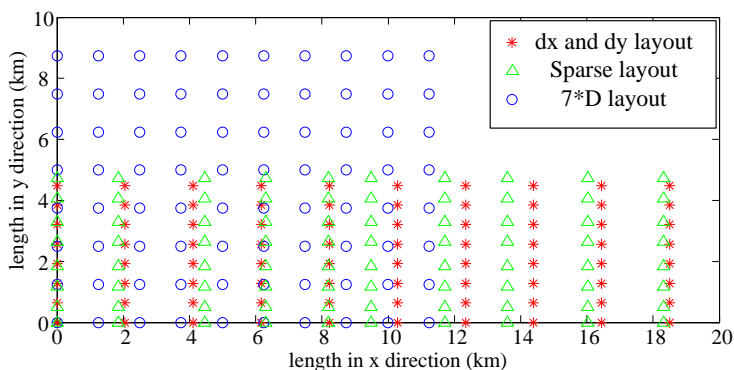 10
8
6
4
2
0
length in y direction (km)
dx and dy layout
Sparse layout
7*D layout
0 2 4 6 8 10 12 14 16 18 20
length in x direction (km)